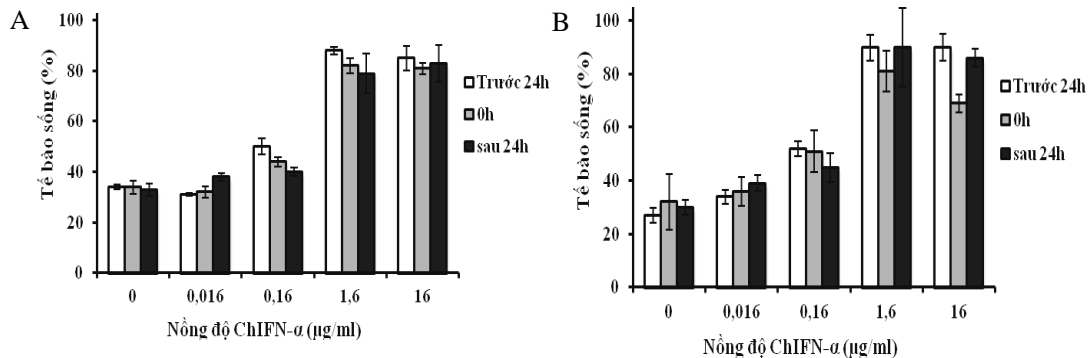 A
Tế bào sống (%)
100
80
60
40
20
0
0 0,016 0,16 1,6 16
Nồng độ ChIFN-α (µg/ml)
Trước 24h
0h
sau 24h
B
Tế bào sống (%)
100
80
60
40
20
0
0 0,016 0,16 1,6 16
Nồng độ ChIFN-α (µg/ml)
Trước 24h
0h
sau 24h